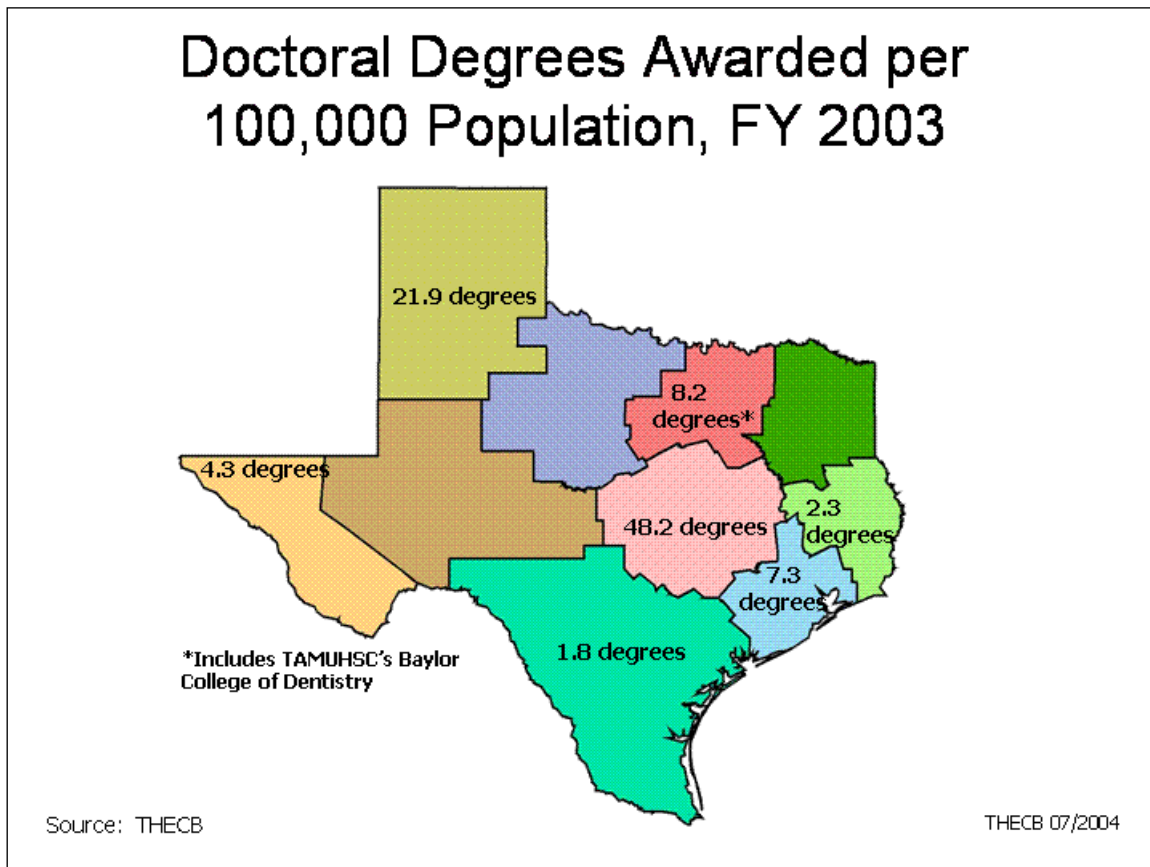 Doctoral Degrees Awarded per
100,000 Population, FY 2003
21.9 degrees
8.2
degrees*
4.3 degrees
2.3
degrees
48.2 degrees
7.3
degrees
1.8 degrees
*Includes TAMUHSC's Baylor
College of Dentistry
Source: THECB
THECB 07/2004